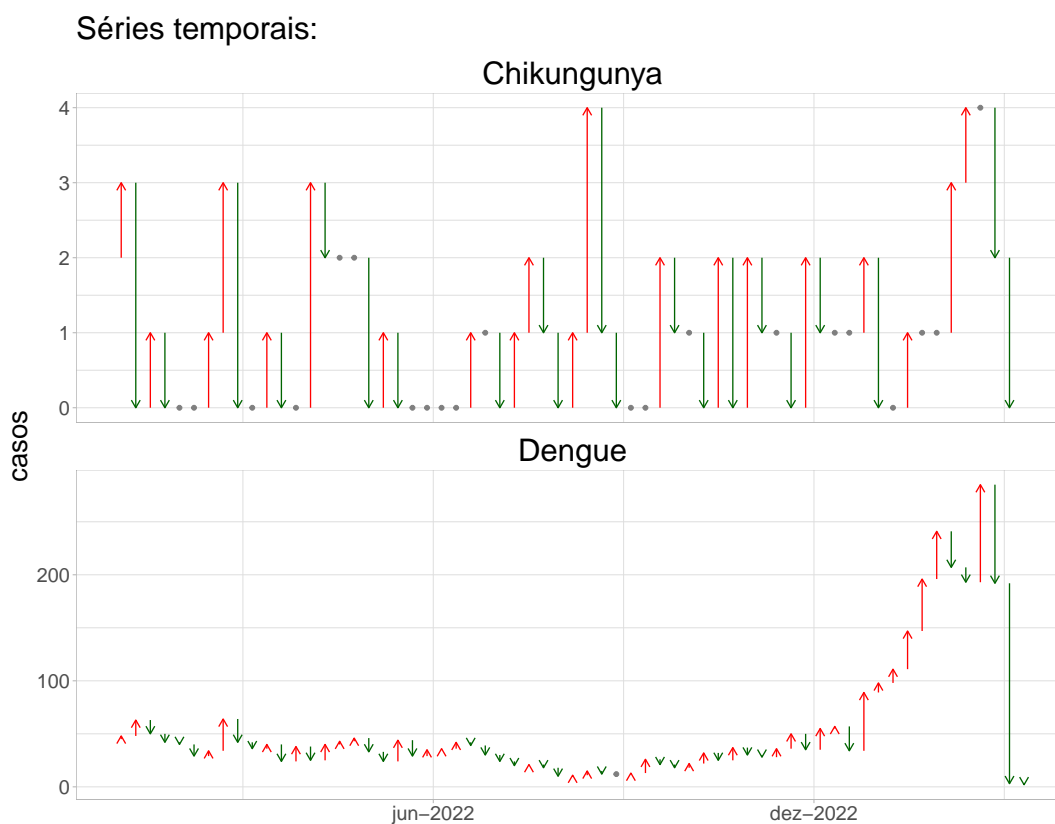 Séries temporais:
Chikungunya
4
3
2
1
0
casos
Dengue
200
100
0
jun−2022
dez−2022